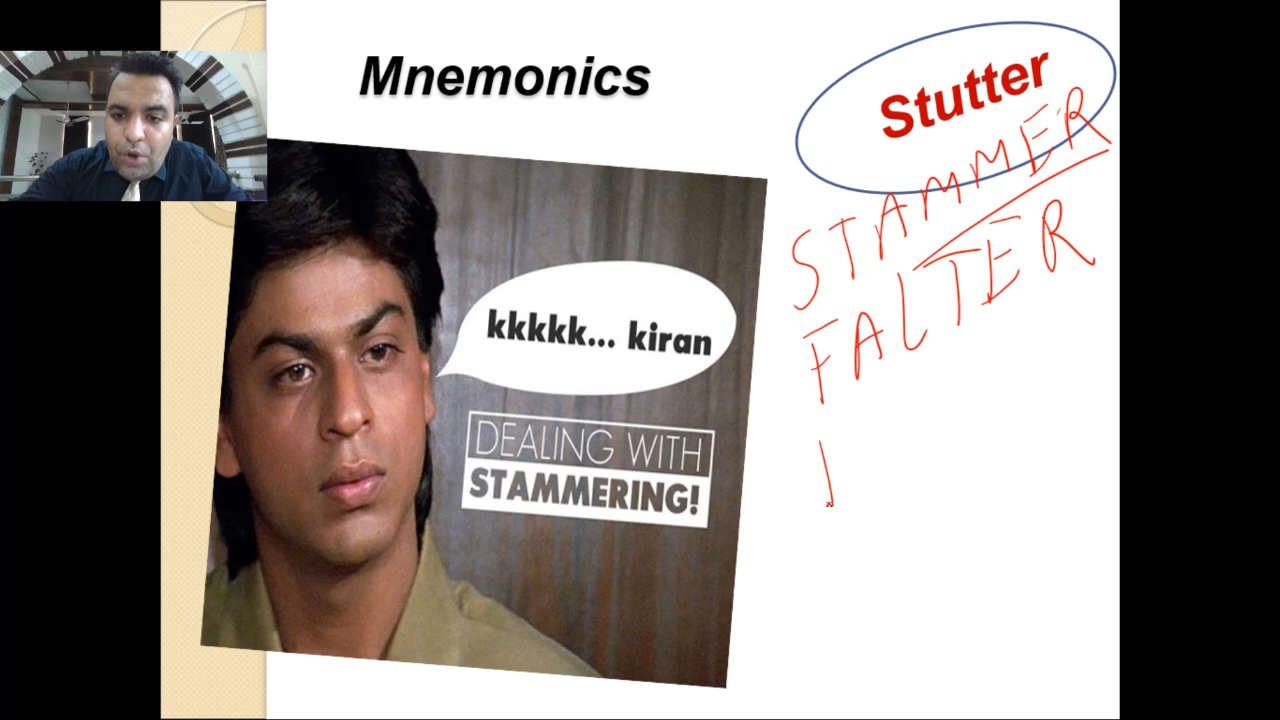 Mnemonics
Stutter
STAMMER
FALTER
kkkkk... kiran
DEALING WITH
STAMMERING!